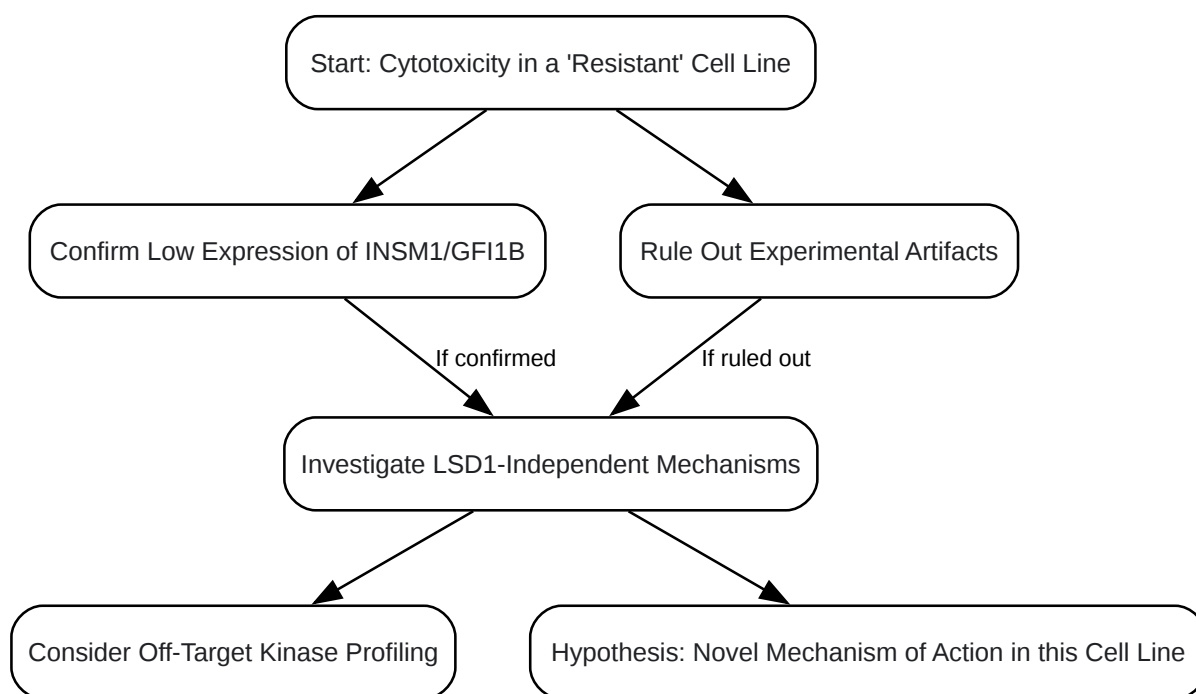 Start: Cytotoxicity in a 'Resistant' Cell Line
Confirm Low Expression of INSM1/GFI1B
Rule Out Experimental Artifacts
If confirmed
If ruled out
Investigate LSD1-Independent Mechanisms
Consider Off-Target Kinase Profiling
Hypothesis: Novel Mechanism of Action in this Cell Line